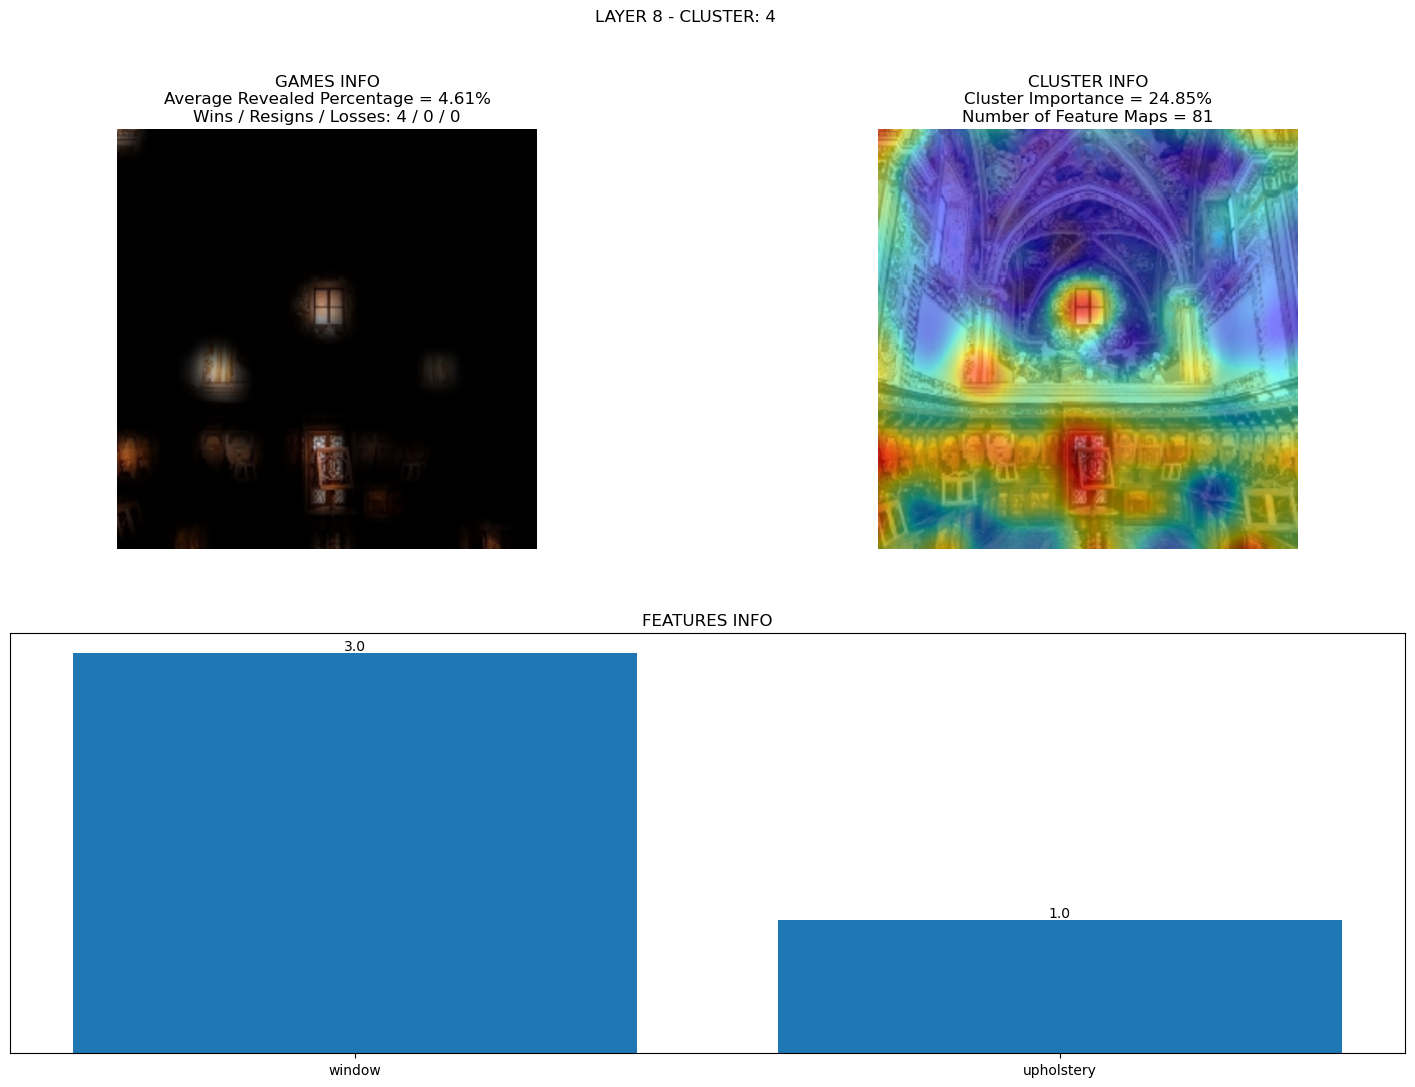 LAYER 8 - CLUSTER: 4
GAMES INFO
Average Revealed Percentage = 4.61%
Wins / Resigns / Losses: 4 / 0 / 0
CLUSTER INFO
Cluster Importance = 24.85%
Number of Feature Maps = 81
FEATURES INFO
3.0
1.0
window
upholstery